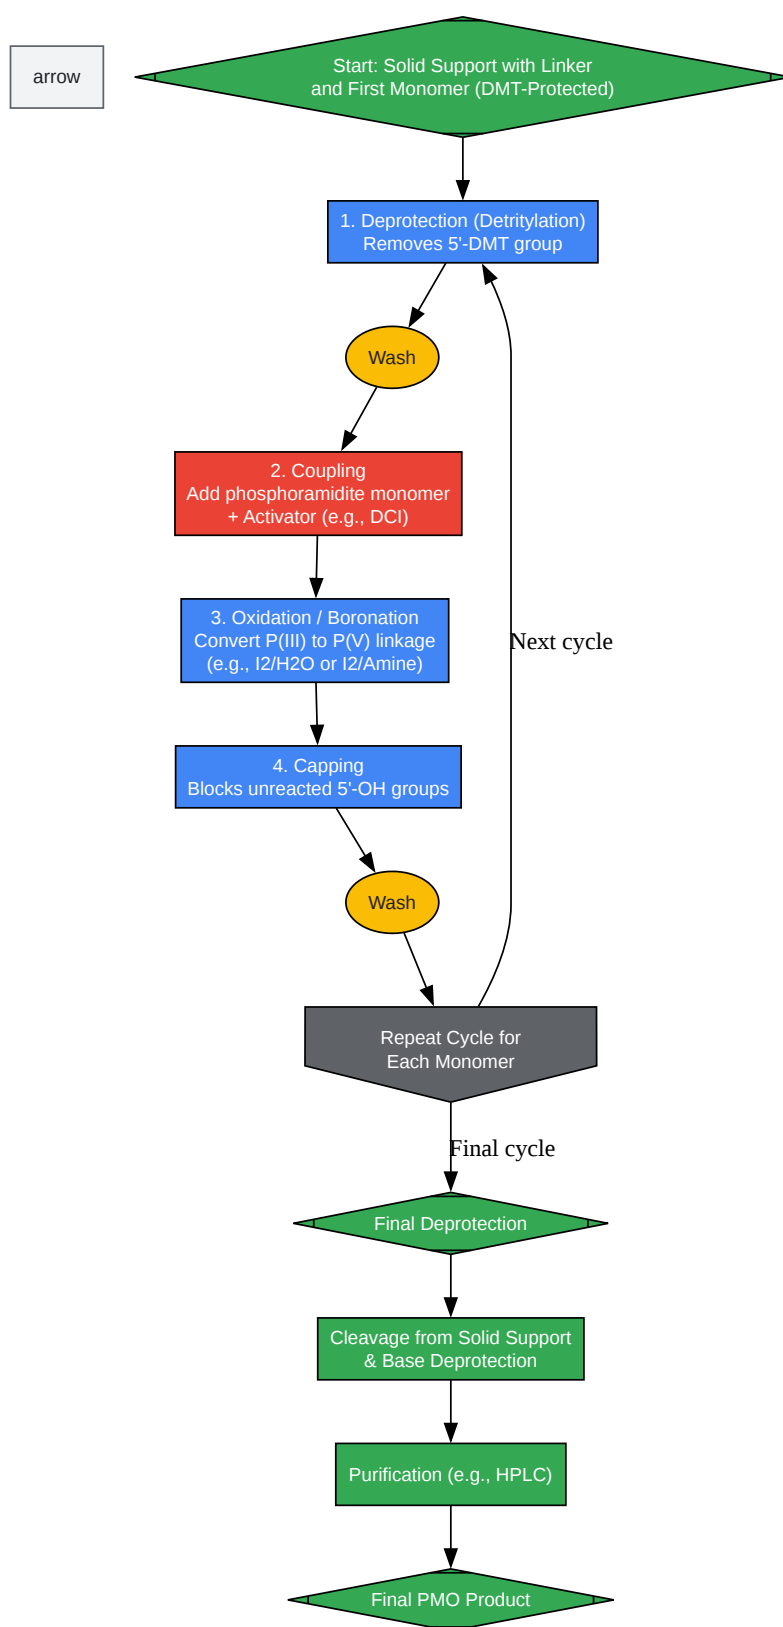 arrow
Start: Solid Support with Linker
and First Monomer (DMT-Protected)
1. Deprotection (Detritylation)
Removes 5'-DMT group
Wash
2. Coupling
Add phosphoramidite monomer
+ Activator (e.g., DCI)
3. Oxidation / Boronation
Convert P(III) to P(V) linkage
(e.g., I2/H2O or I2/Amine)
Next cycle
4. Capping
Blocks unreacted 5'-OH groups
Wash
Repeat Cycle for
Each Monomer
Final cycle
Final Deprotection
Cleavage from Solid Support
& Base Deprotection
Purification (e.g., HPLC)
Final PMO Product